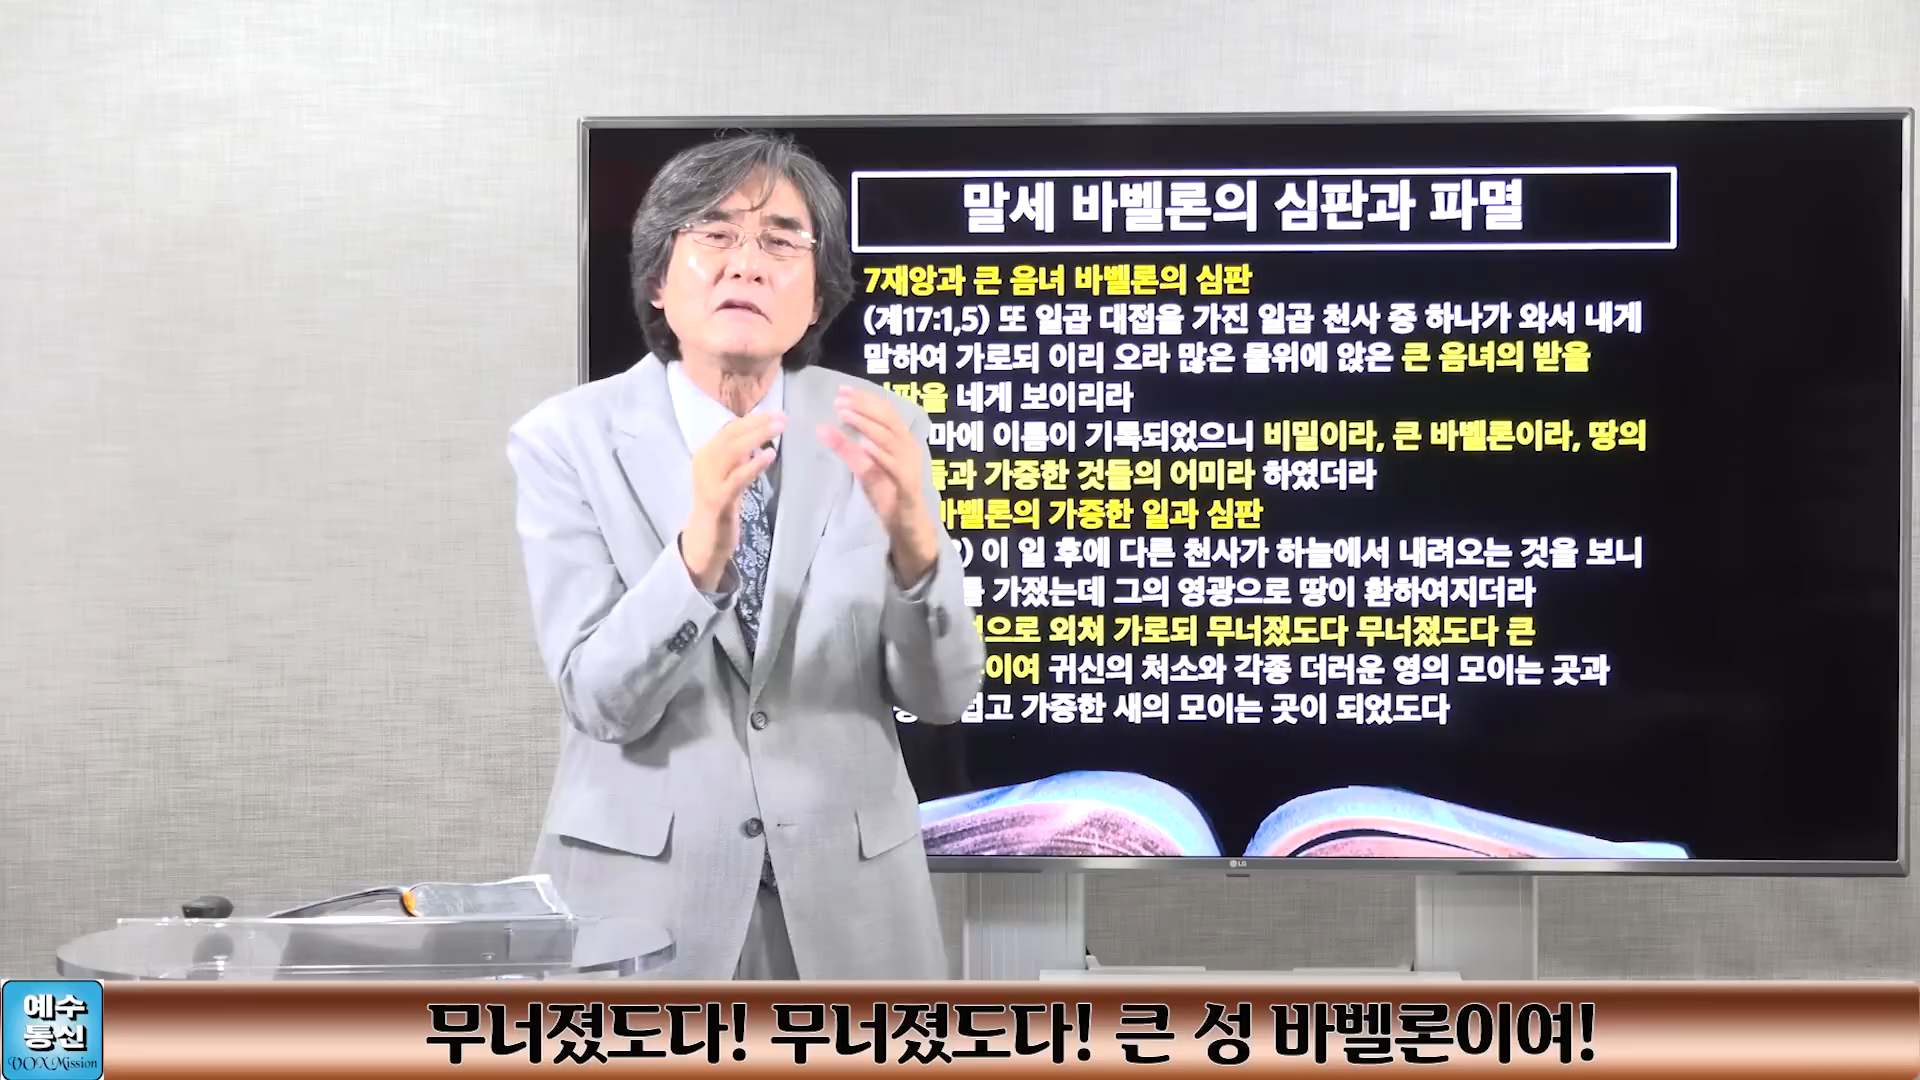 말세 바벨론의 심판과 파멸
7재앙과 큰 음녀 바벨론의 심판
(계17:1,5) 또 일곱 대접을 가진 일곱 천사 중 하나가 와서 내게
말하여 가로되 이리 오라 많은 물위에 앉은 큰 음녀의 받을
네게 보이리라
이름이 기록되었으니 비밀이라, 큰 바벨론이라, 땅의
가증한 것들의 어미라 하였더라
바벨론의 가증한 일과 심판
이 일 후에 다른 천사가 하늘에서 내려오는 것을 보니
가졌는데 그의 영광으로 땅이 환하여지더라
외쳐 가로되 무너졌도다 무너졌도다 큰
귀신의 처소와 각종 더러운 영의 모이는 곳과
가증한 새의 모이는 곳이 되었도다
LG
예수
통신
VOX Mission
무너졌도다! 무너졌도다! 큰 성 바벨론이여!